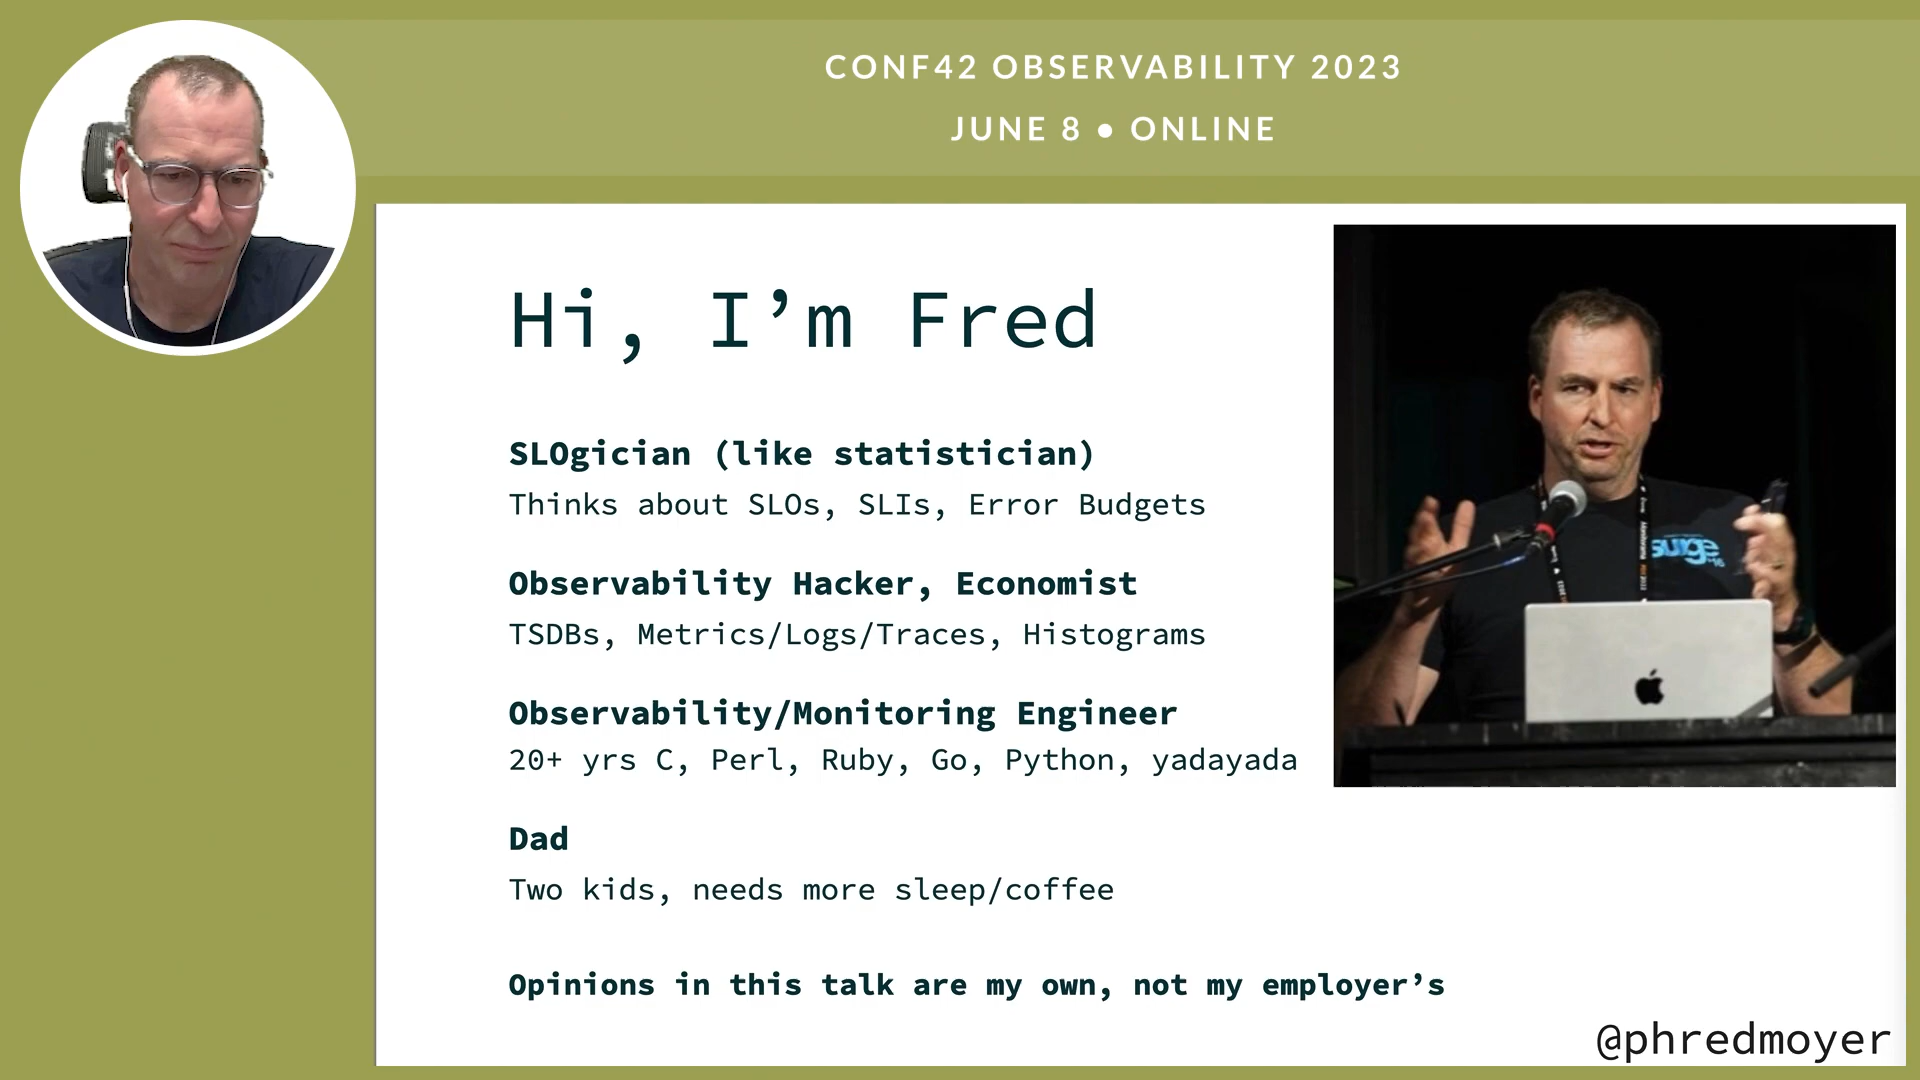 CONF42 OBSERVABILITY 2023
JUNE 8 ● ONLINE
Hi, I’m Fred
SLOgician (like statistician)
Thinks about SLOs, SLIs, Error Budgets
Observability Hacker, Economist
TSDBs, Metrics/Logs/Traces, Histograms
Observability/Monitoring Engineer
20+ yrs C, Perl, Ruby, Go, Python, yadayada
Dad
Two kids, needs more sleep/coffee
Opinions in this talk are my own, not my employer’s
@phredmoyer
surge